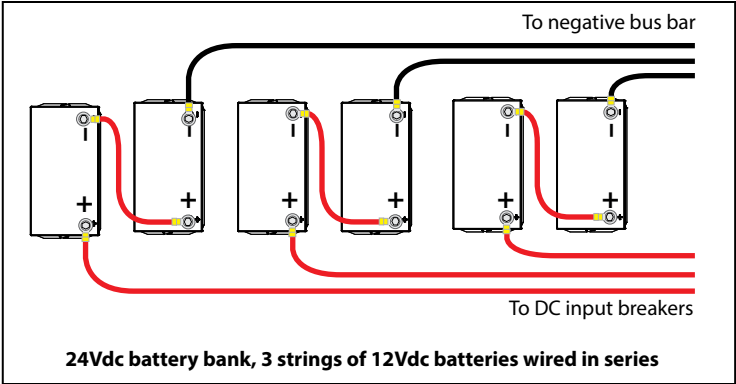 To negative bus bar
− − − − − −
+ + + + + +
To DC input breakers
24Vdc battery bank, 3 strings of 12Vdc batteries wired in series